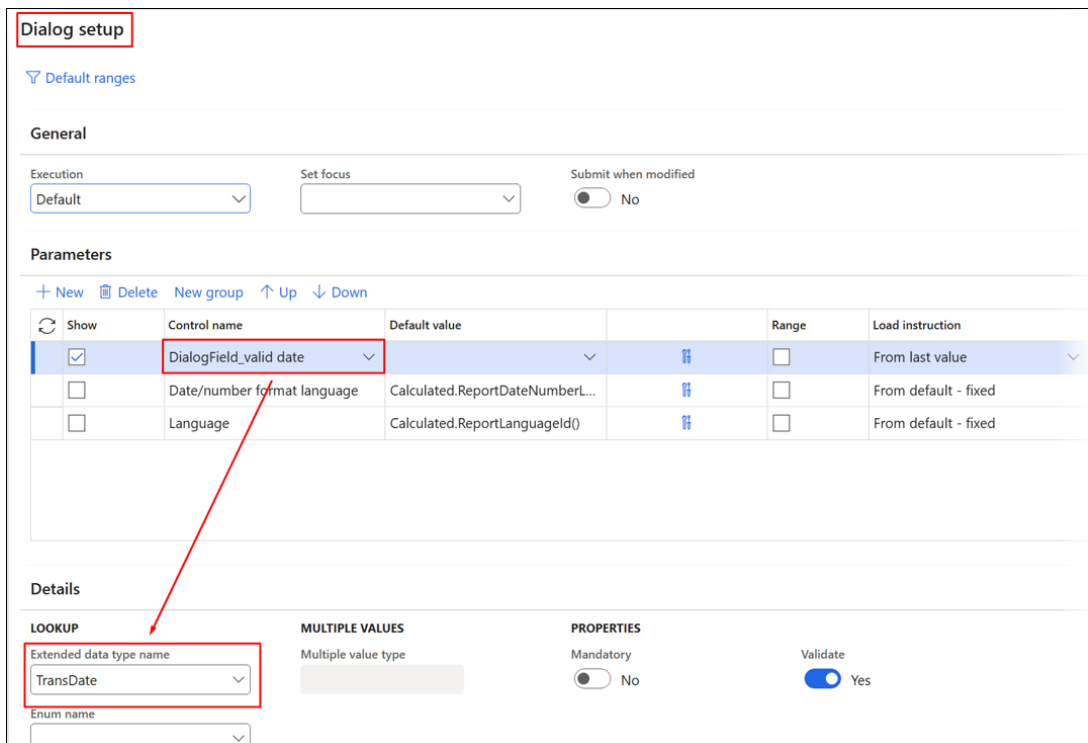 Dialog setup
Default ranges
General
Execution Set focus Submit when modified
Default No
Parameters
New Delete New group Up Down
Show Control name Default value Range Load instruction
DialogField_valid date From last value
Date/number format language Calculated.ReportDateNumberL... From default - fixed
Language Calculated.ReportLanguageId() From default - fixed
Details
LOOKUP MULTIPLE VALUES PROPERTIES
Extended data type name Multiple value type Mandatory Validate
TransDate No Yes
Enum name